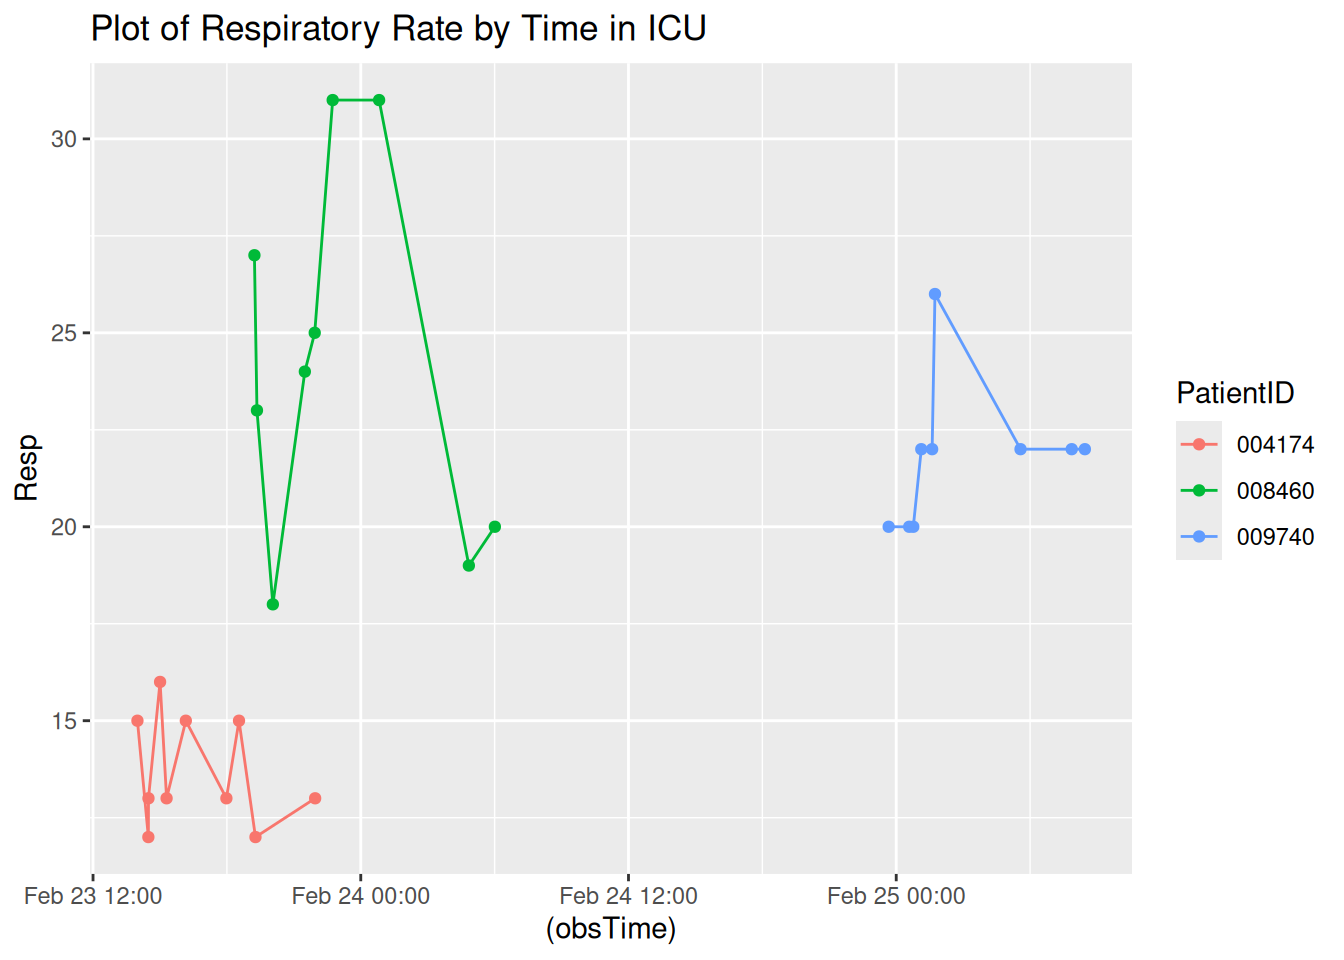 Plot of Respiratory Rate by Time in ICU
Resp
30
25
20
15
Feb 23 12:00
Feb 24 00:00
Feb 24 12:00
Feb 25 00:00
(obsTime)
PatientID
004174
008460
009740